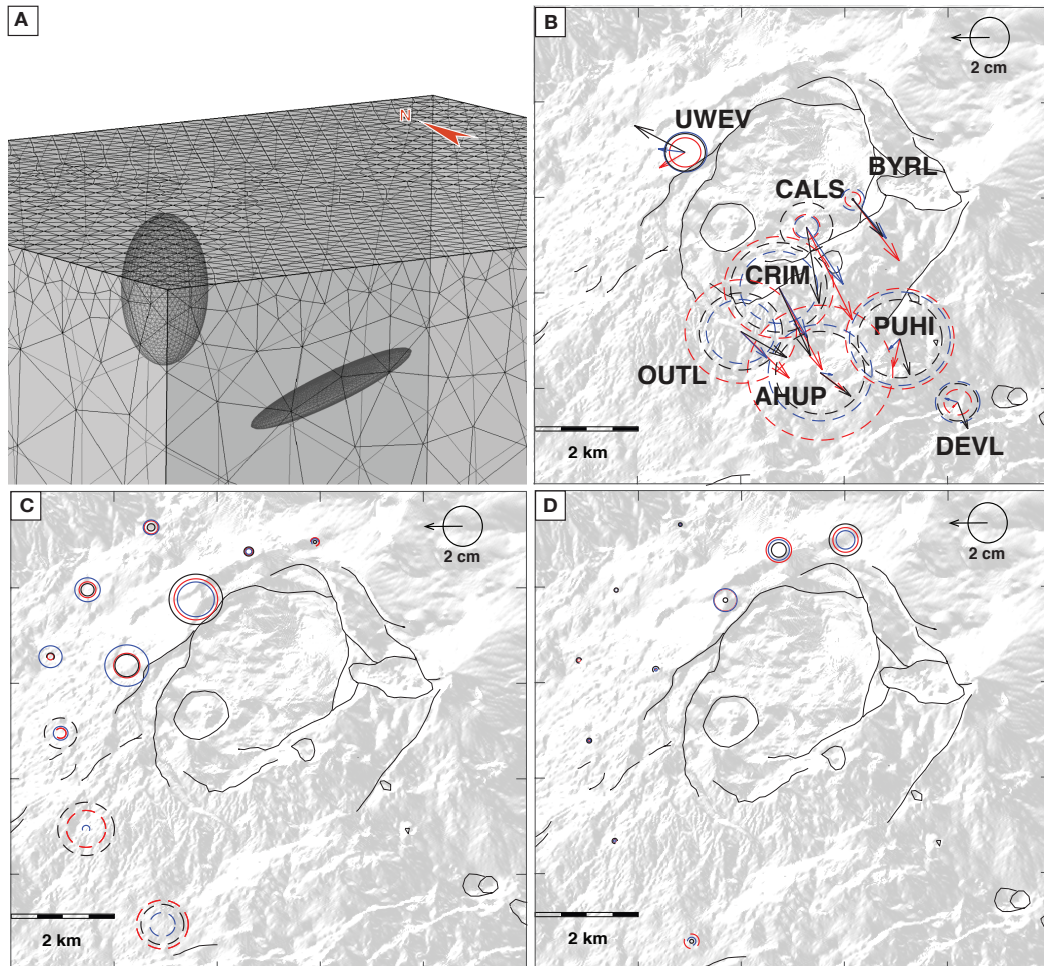 A
N
B
2 cm
UWEV
BYRL
CALS
CRIM
PUHI
OUTL
AHUP
DEVL
2 km
C
2 cm
2 km
D
2 cm
2 km